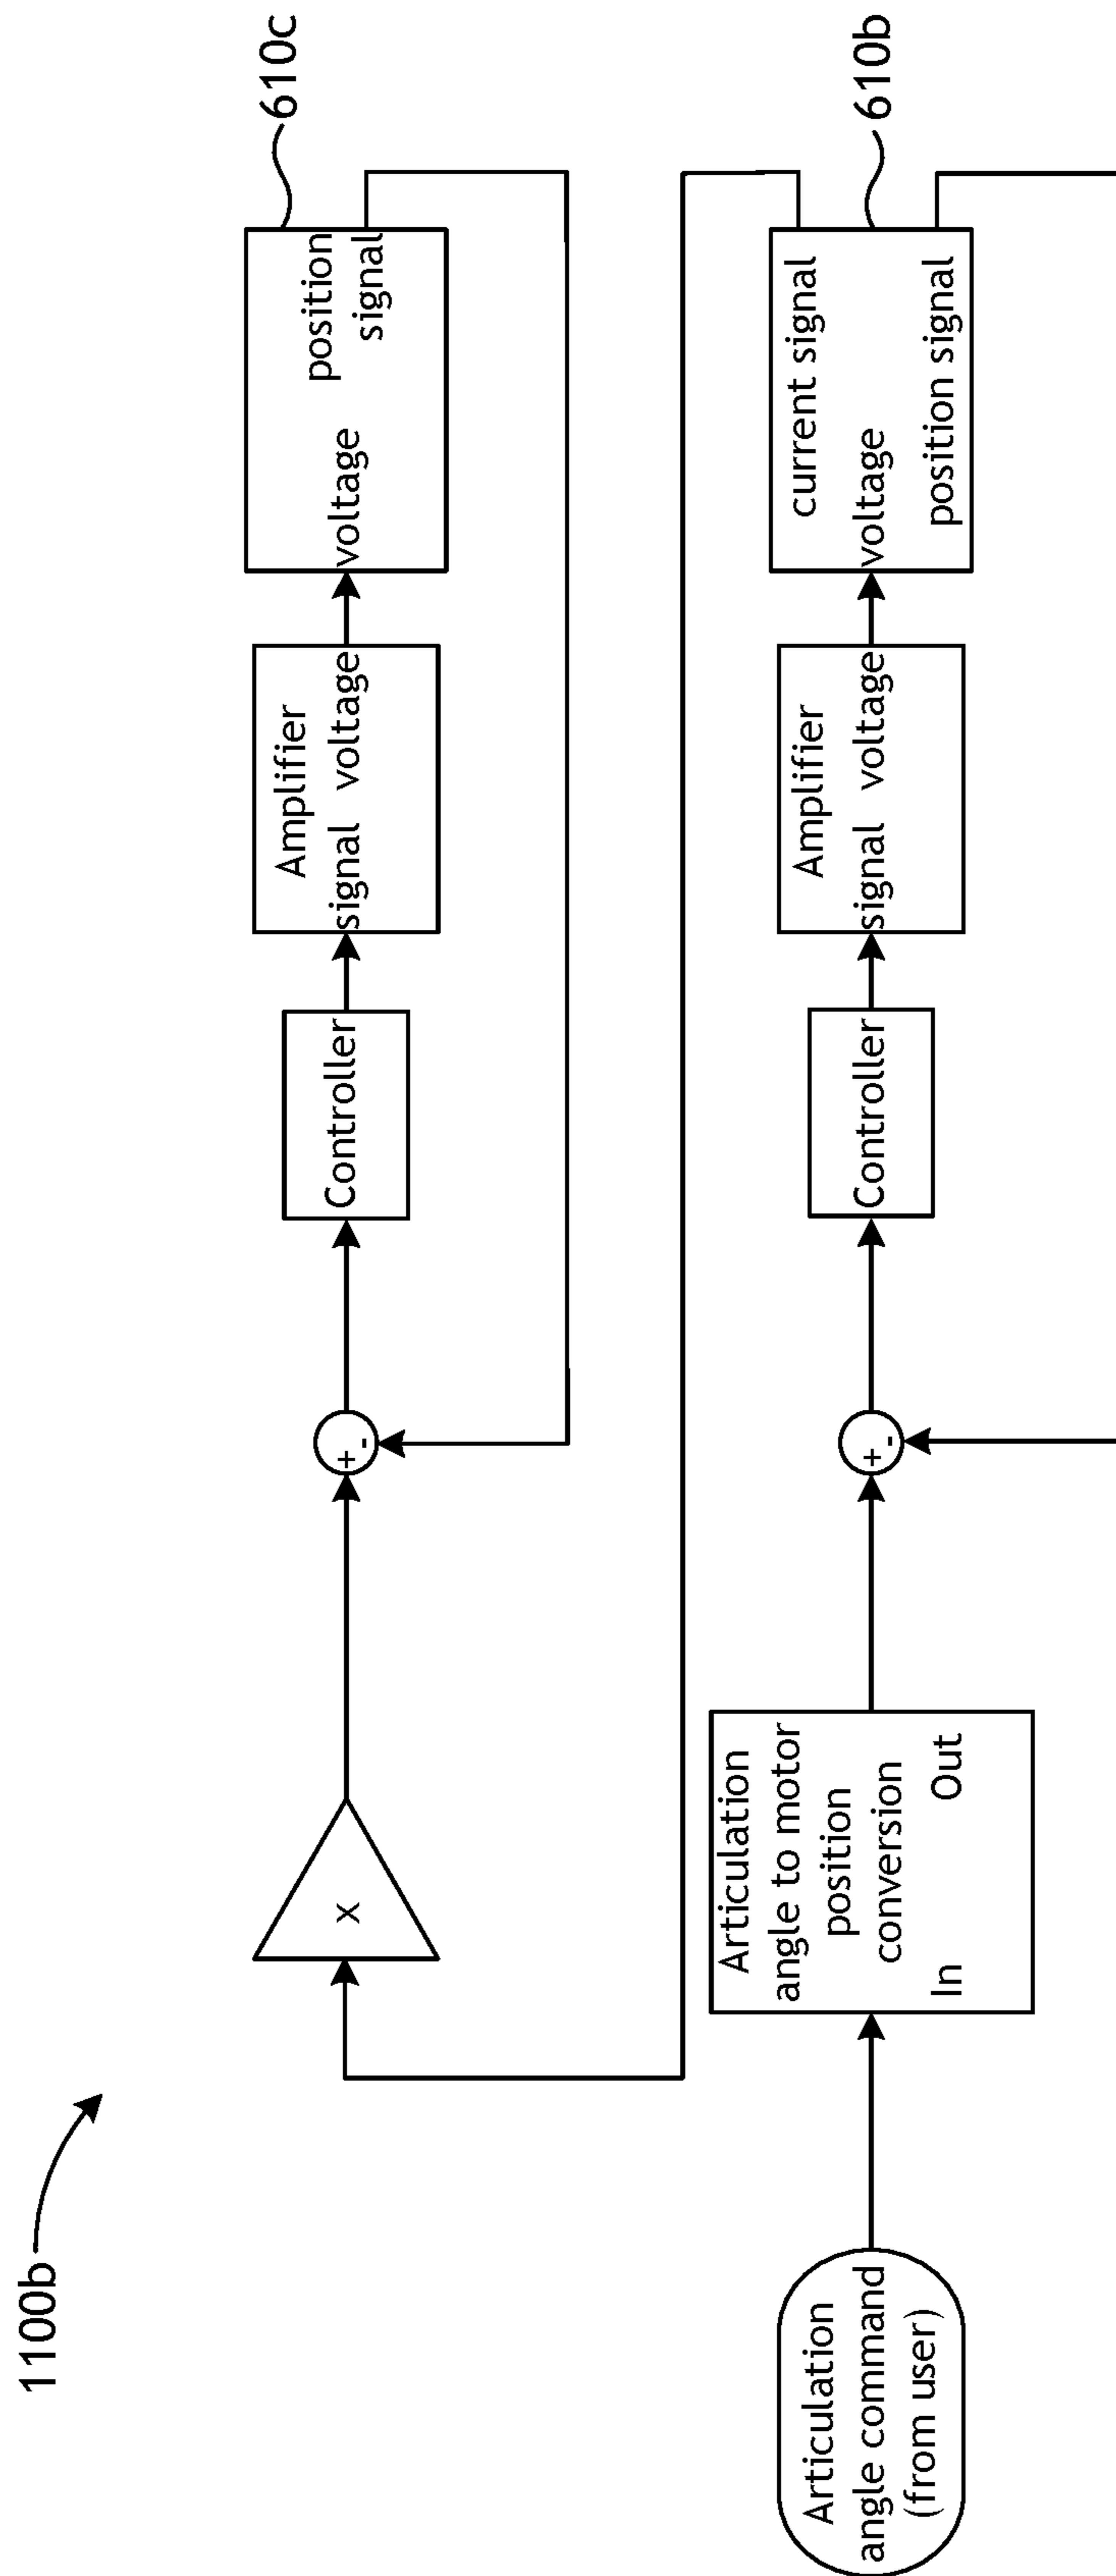 1100b
610c
x
+
-
Controller
Amplifier
signal voltage
voltage
position
signal
610b
Articulation
angle command
(from user)
Articulation
angle to motor
position
conversion
In Out
+
-
Controller
Amplifier
signal voltage
current signal
voltage
position signal